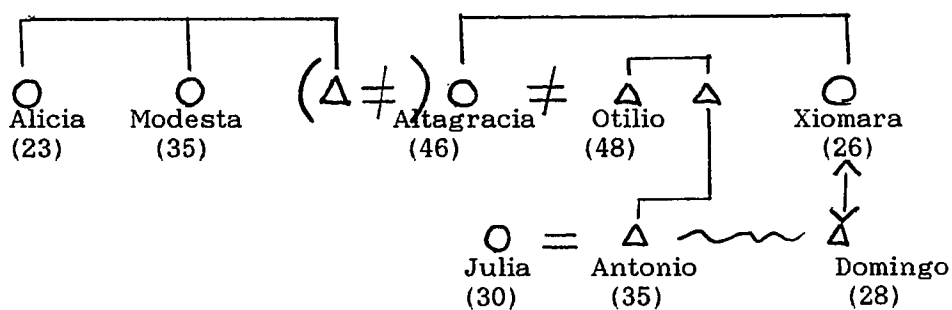 Alicia Modesta Altagracia Otilio Xiomara
(23) (35) (46) (48) (26)
Julia Antonio Domingo
(30) (35) (28)